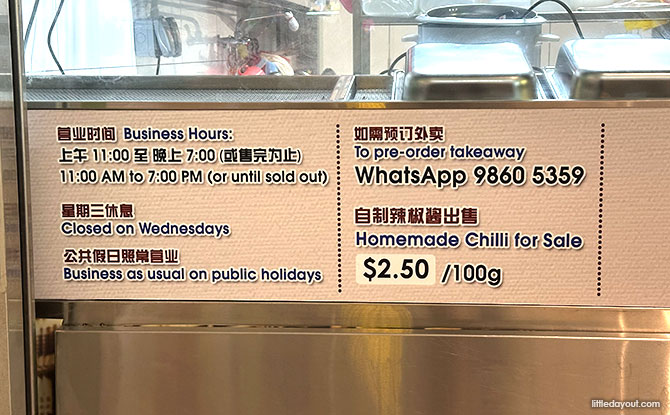 营业时间 Business Hours:
上午 11:00 至 晚上 7:00 (或售完为止)
11:00 AM to 7:00 PM (or until sold out)
星期三休息
Closed on Wednesdays
公共假日照常营业
Business as usual on public holidays
如需预订外卖
To pre-order takeaway
WhatsApp 9860 5359
自制辣椒酱出售
Homemade Chilli for Sale
$2.50 /100g
littledayout.com